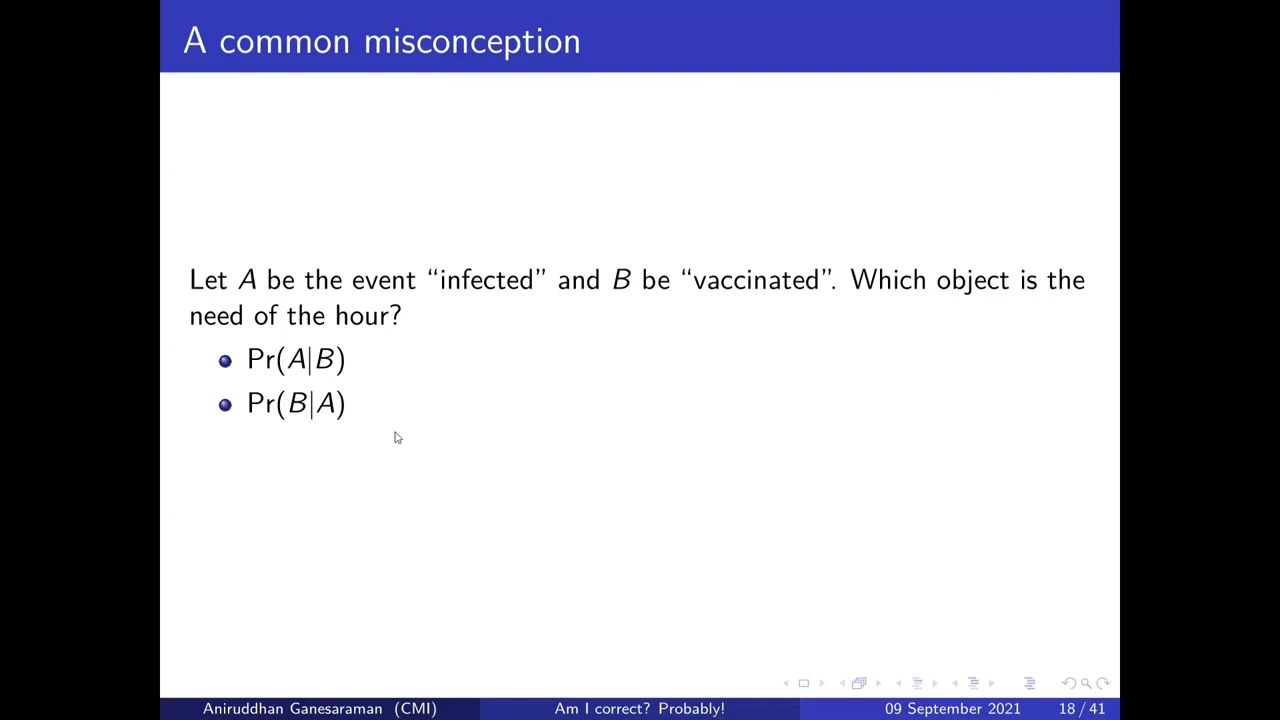 A common misconception
Let A be the event “infected” and B be “vaccinated”. Which object is the
need of the hour?
Pr(A|B)
Pr(B|A)
Aniruddhan Ganesaraman (CMI) Am I correct? Probably! 09 September 2021 18 / 41